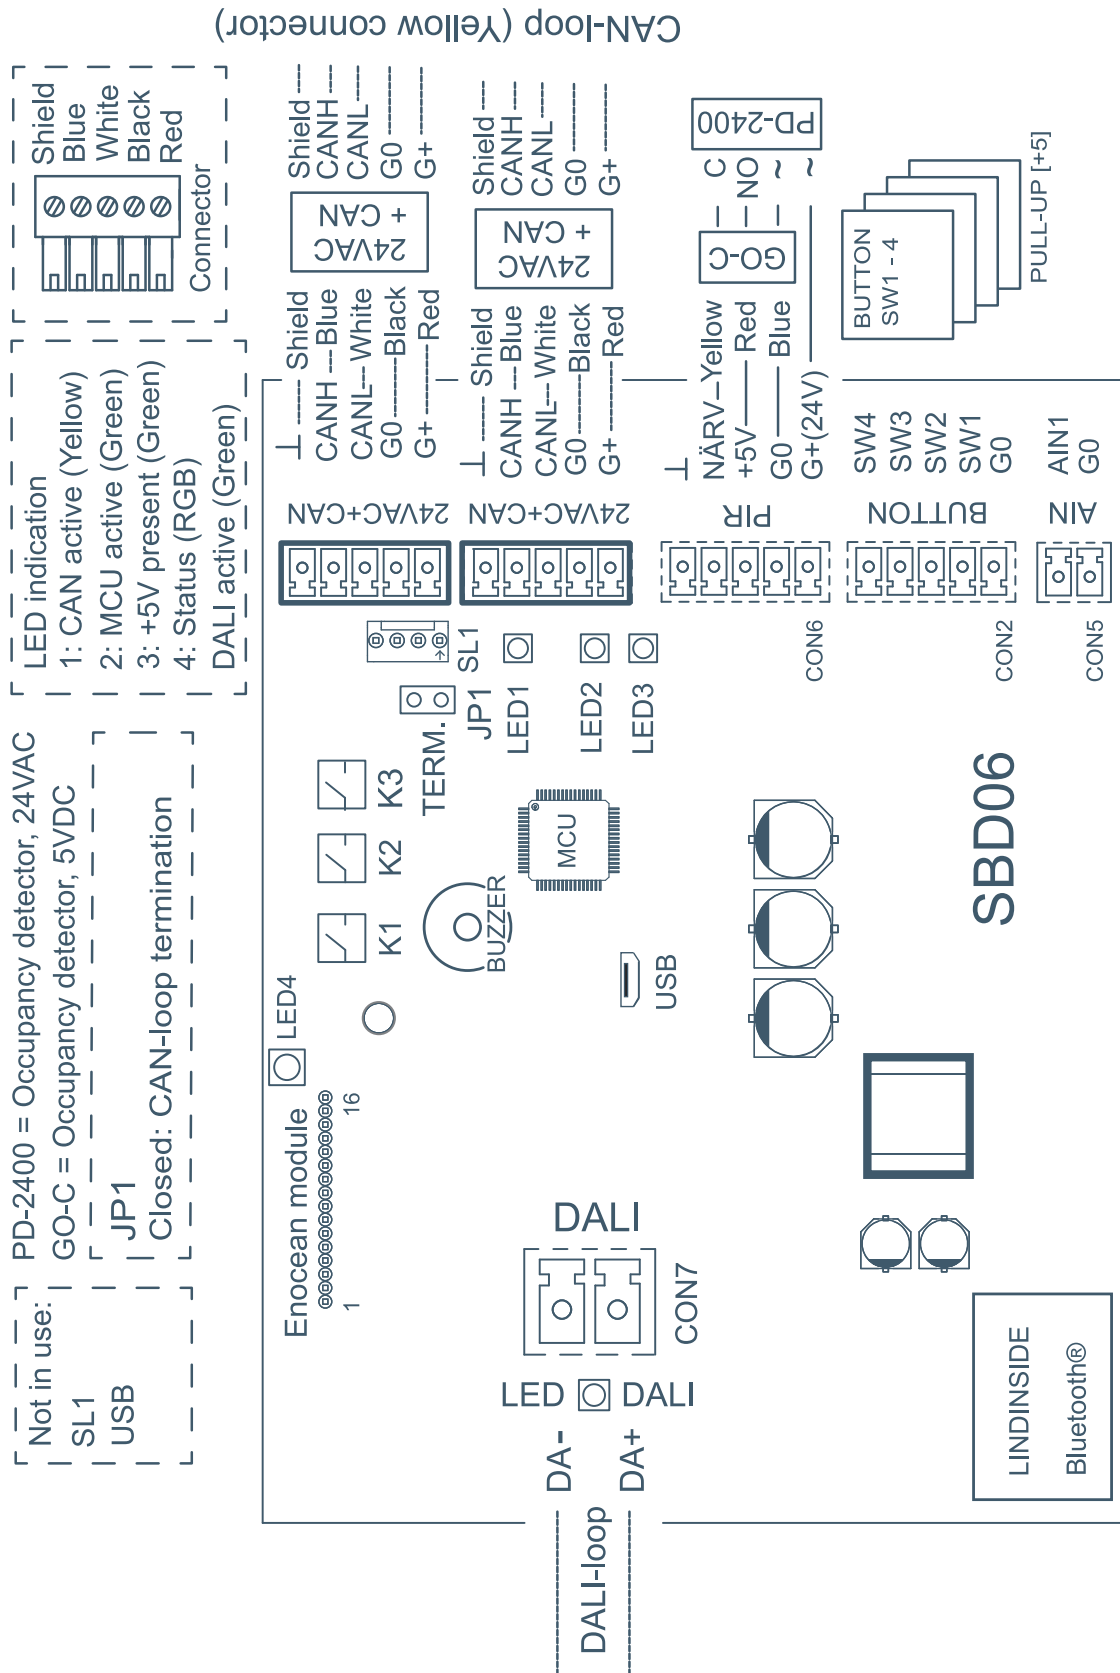 CAN-loop (Yellow connector)
Shield
Blue
White
Black
Red
Connector
LED indication
1: CAN active (Yellow)
2: MCU active (Green)
3: +5V present (Green)
4: Status (RGB)
DALI active (Green)
PD-2400 = Occupancy detector, 24VAC
GO-C = Occupancy detector, 5VDC
JP1
Closed: CAN-loop termination
Not in use:
SL1
USB
Shield
CANH
CANL
G0
G+
24VAC
+ CAN
⊥ Shield
CANH Blue
CANL White
G0 Black
G+ Red
24VAC+CAN
Shield
CANH
CANL
G0
G+
24VAC
+ CAN
⊥ Shield
CANH Blue
CANL White
G0 Black
G+ Red
24VAC+CAN
PD-2400
C
NO
~
~
GO-C
⊥
NÄRV Yellow
+5V Red
G0 Blue
G+(24V)
PIR
CON6
BUTTON
SW1 - 4
PULL-UP [+5]
SW4
SW3
SW2
SW1
G0
BUTTON
CON2
AIN1
G0
AIN
CON5
SL1
TERM.
JP1
LED1
LED2
LED3
K3
K2
K1
MCU
BUZZER
USB
SBD06
LED4
Enocean module
1
16
DALI
CON7
LED DALI
DA-
DA+
DALI-loop
LINDINSIDE
Bluetooth®